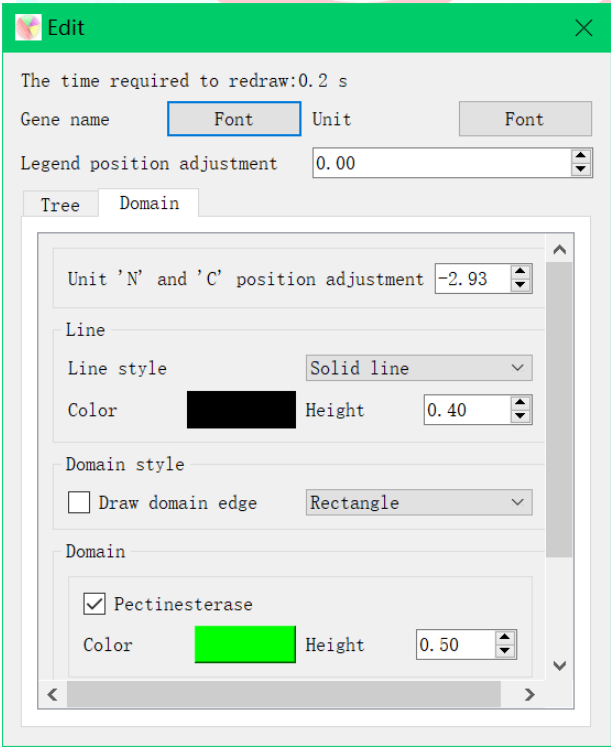 Edit
The time required to redraw:0.2 s
Gene name Font Unit Font
Legend position adjustment 0.00
Tree Domain
Unit 'N' and 'C' position adjustment -2.93
Line
Line style Solid line
Color Height 0.40
Domain style
Draw domain edge Rectangle
Domain
Pectinesterase
Color Height 0.50